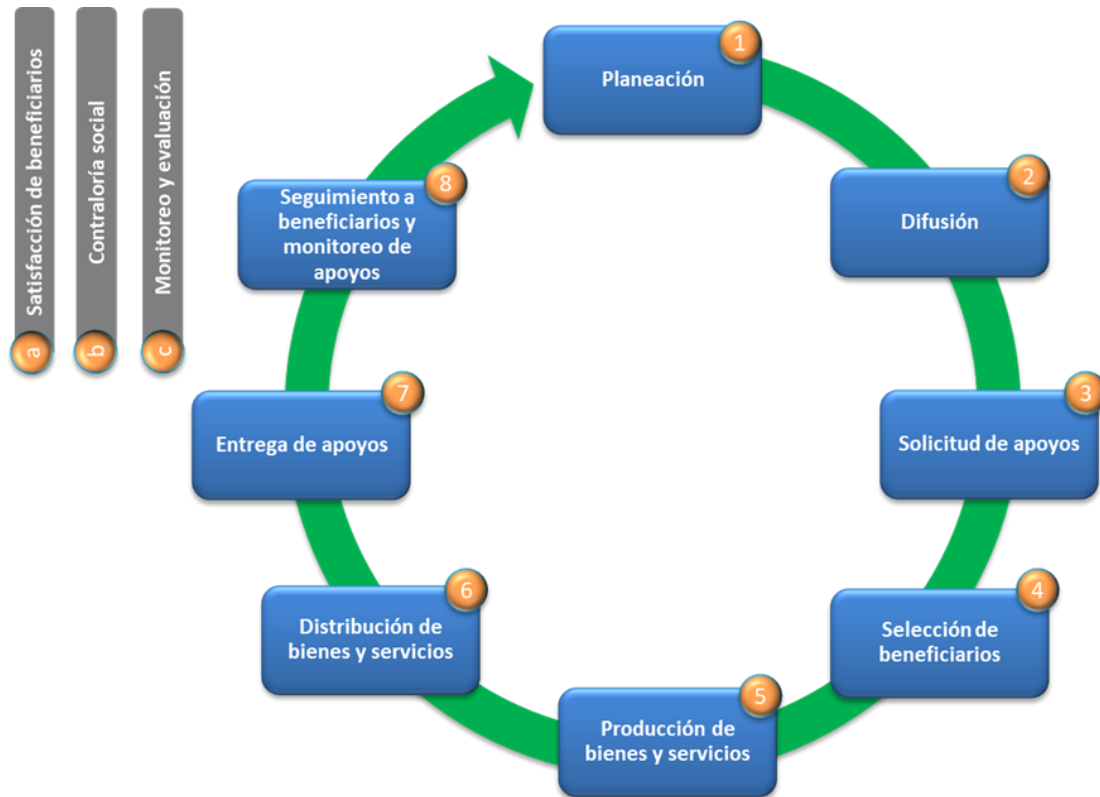 Satisfacción de beneficiarios
a
Contraloría social
b
Monitoreo y evaluación
c
1
Planeación
2
Difusión
3
Solicitud de apoyos
4
Selección de
beneficiarios
5
Producción de
bienes y servicios
6
Distribución de
bienes y servicios
7
Entrega de apoyos
8
Seguimiento a
beneficiarios y
monitoreo de
apoyos